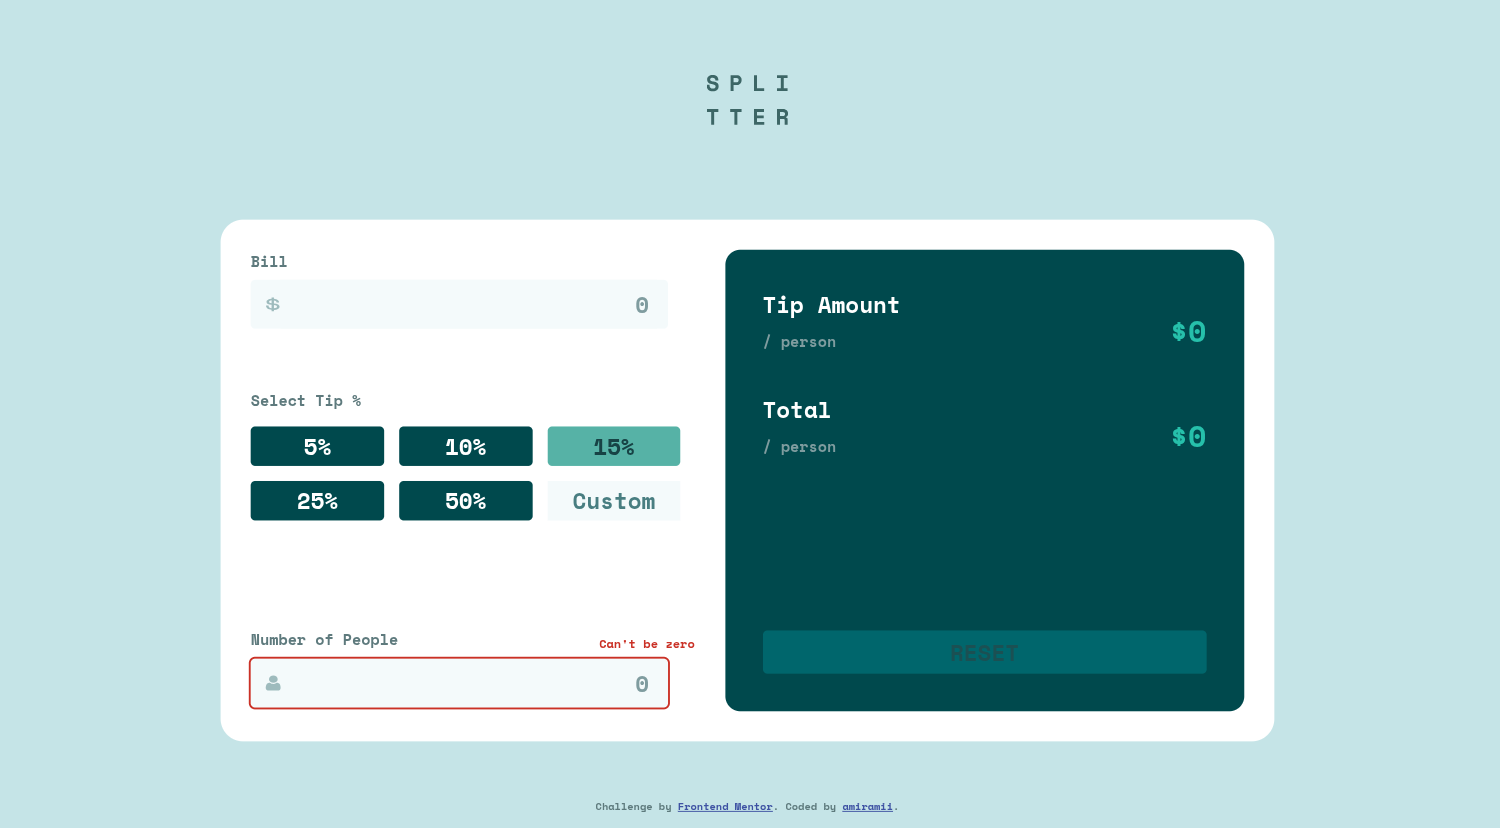 SPLI
TTER
Bill
$ 0
Select Tip %
5% 10% 15%
25% 50% Custom
Number of People Can't be zero
0
Tip Amount
/ person
$0
Total
/ person
$0
RESET
Challenge by Frontend Mentor. Coded by amiramii.